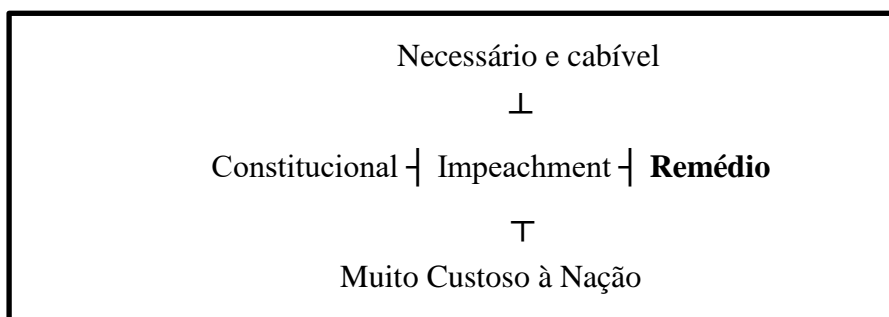 Necessário e cabível
⊥
Constitucional ┤ Impeachment ┤ Remédio
┬
Muito Custoso à Nação